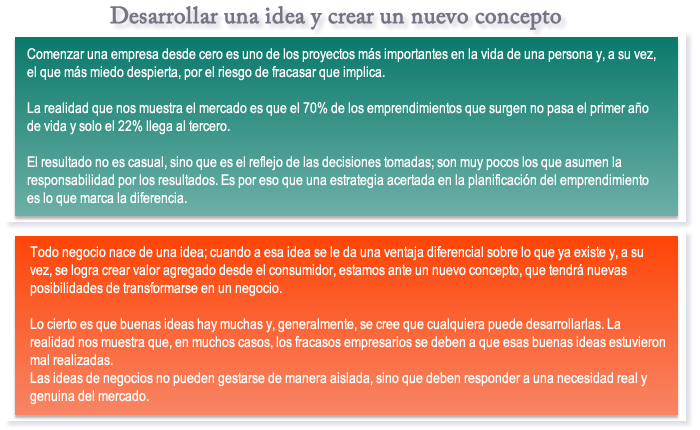 Desarrollar una idea y crear un nuevo concepto
Comenzar una empresa desde cero es uno de los proyectos más importantes en la vida de una persona y, a su vez,
el que más miedo despierta, por el riesgo de fracasar que implica.
La realidad que nos muestra el mercado es que el 70% de los emprendimientos que surgen no pasa el primer año
de vida y solo el 22% llega al tercero.
El resultado no es casual, sino que es el reflejo de las decisiones tomadas; son muy pocos los que asumen la
responsabilidad por los resultados. Es por eso que una estrategia acertada en la planificación del emprendimiento
es lo que marca la diferencia.
Todo negocio nace de una idea; cuando a esa idea se le da una ventaja diferencial sobre lo que ya existe y, a su
vez, se logra crear valor agregado desde el consumidor, estamos ante un nuevo concepto, que tendrá nuevas
posibilidades de transformarse en un negocio.
Lo cierto es que buenas ideas hay muchas y, generalmente, se cree que cualquiera puede desarrollarlas. La
realidad nos muestra que, en muchos casos, los fracasos empresarios se deben a que esas buenas ideas estuvieron
mal realizadas.
Las ideas de negocios no pueden gestarse de manera aislada, sino que deben responder a una necesidad real y
genuina del mercado.